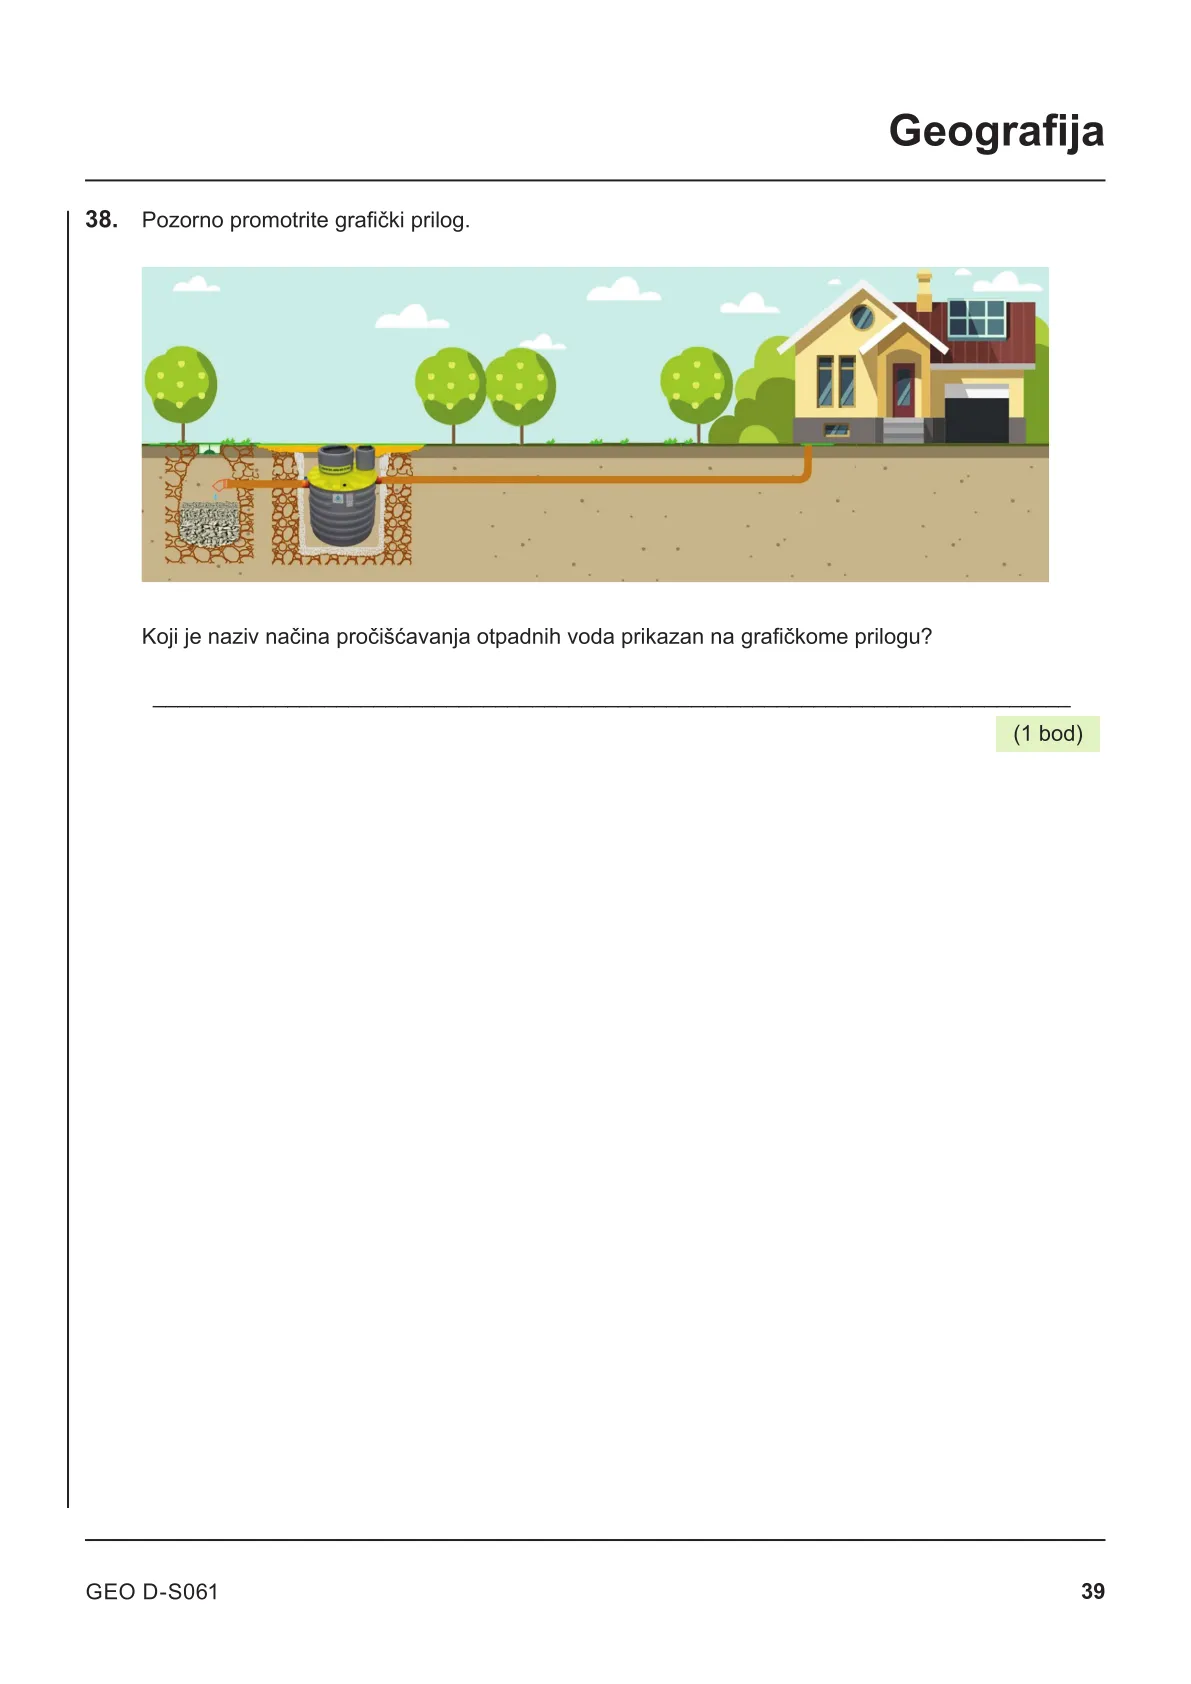 Geografija
38. Pozorno promotrite grafički prilog.
Koji je naziv načina pročišćavanja otpadnih voda prikazan na grafičkome prilogu?
(1 bod)
GEO D-S061
39